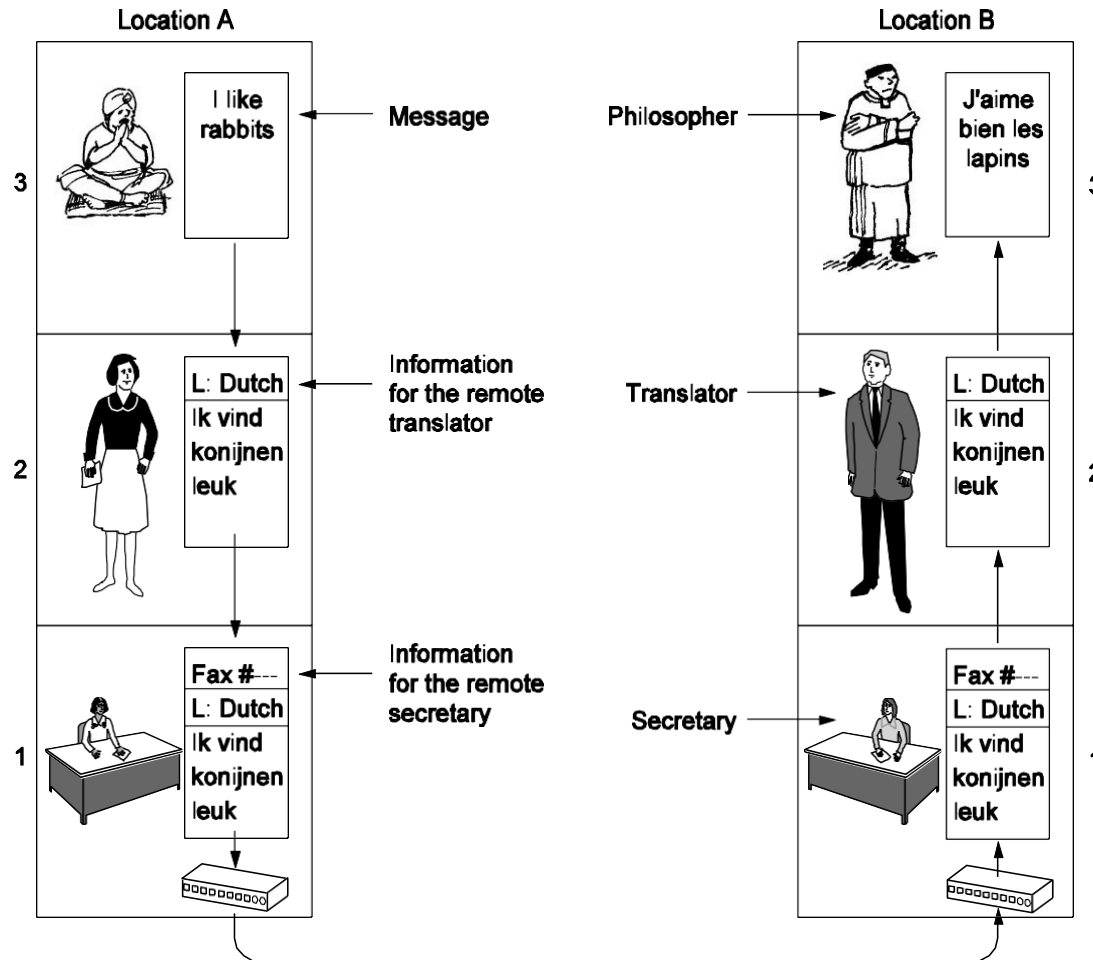 Location A
Location B
I like
rabbits
Message
Philosopher
J'aime
bien les
lapins
3
3
L: Dutch
Ik vind
konijnen
leuk
Information
for the remote
translator
Translator
L: Dutch
Ik vind
konijnen
leuk
2
2
Fax #---
L: Dutch
Ik vind
konijnen
leuk
Information
for the remote
secretary
Secretary
Fax #---
L: Dutch
Ik vind
konijnen
leuk
1